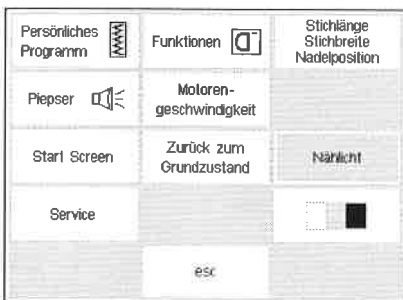 Persönliches
Programm
Funktionen
Stichlänge
Stichbreite
Nadelposition
Piepser
Motoren-
geschwindigkeit
Start Screen
Zurück zum
Grundzustand
Nählicht
Service
esc